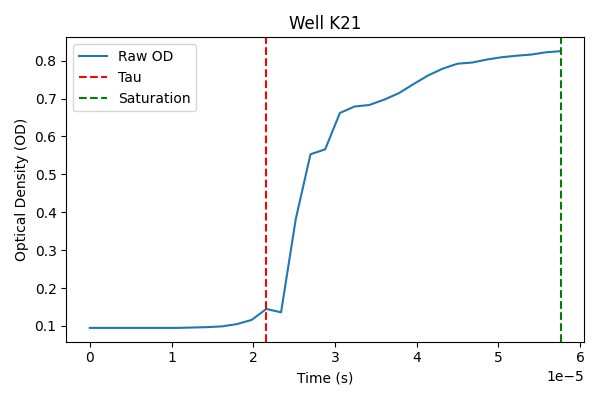 Well K21
Raw OD
Tau
Saturation
Optical Density (OD)
0.8
0.7
0.6
0.5
0.4
0.3
0.2
0.1
0 1 2 3 4 5 6
1e−5
Time (s)